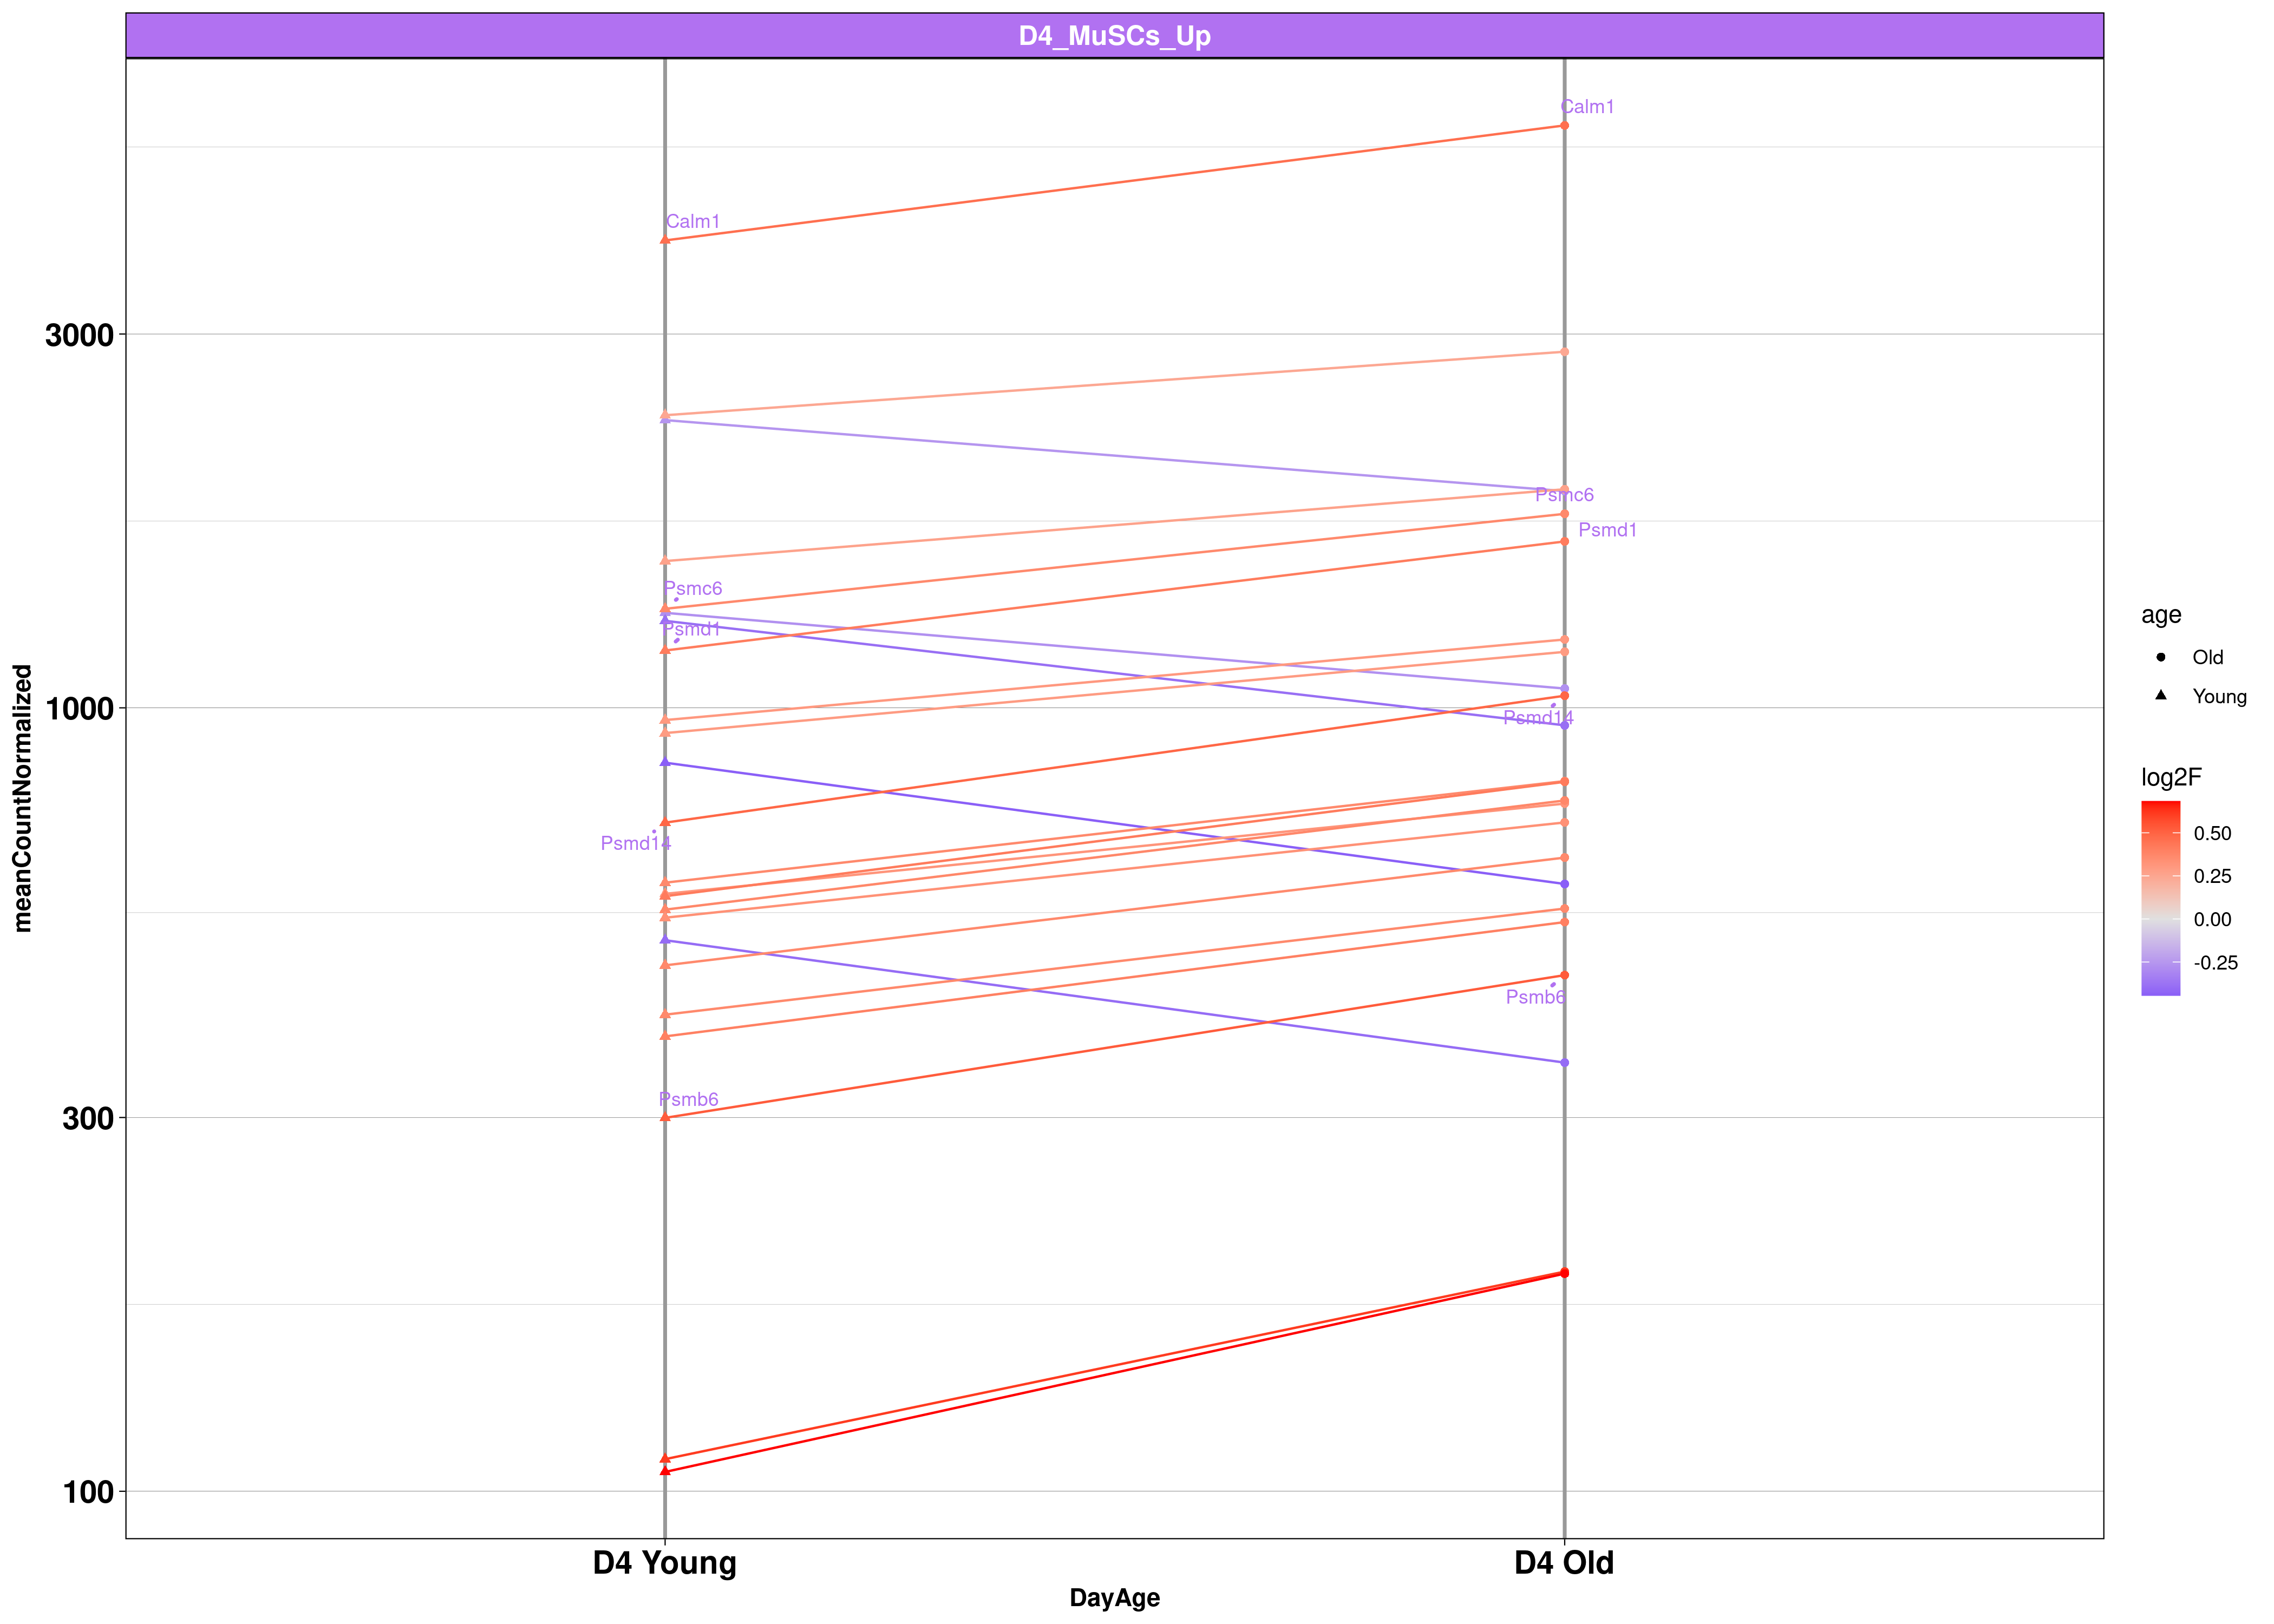 D4_MuSCs_Up
Calm1
Calm1
3000
Psmc6
Psmd1
Psmc6
Psmd1
1000
Psmd14
Psmd14
Psmb6
Psmb6
300
100
meanCountNormalized
D4 Young
D4 Old
DayAge
age
Old
Young
log2F
0.50
0.25
0.00
-0.25